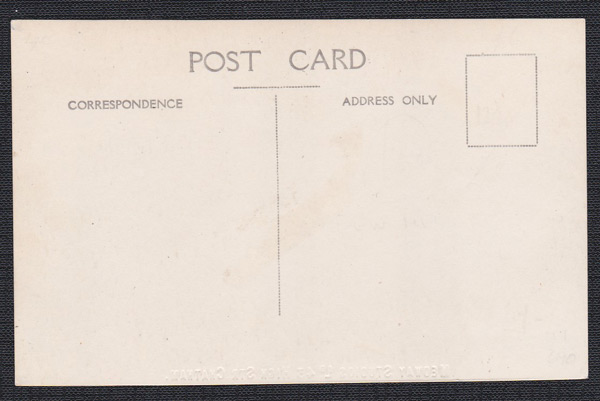 POST CARD
CORRESPONDENCE
ADDRESS ONLY